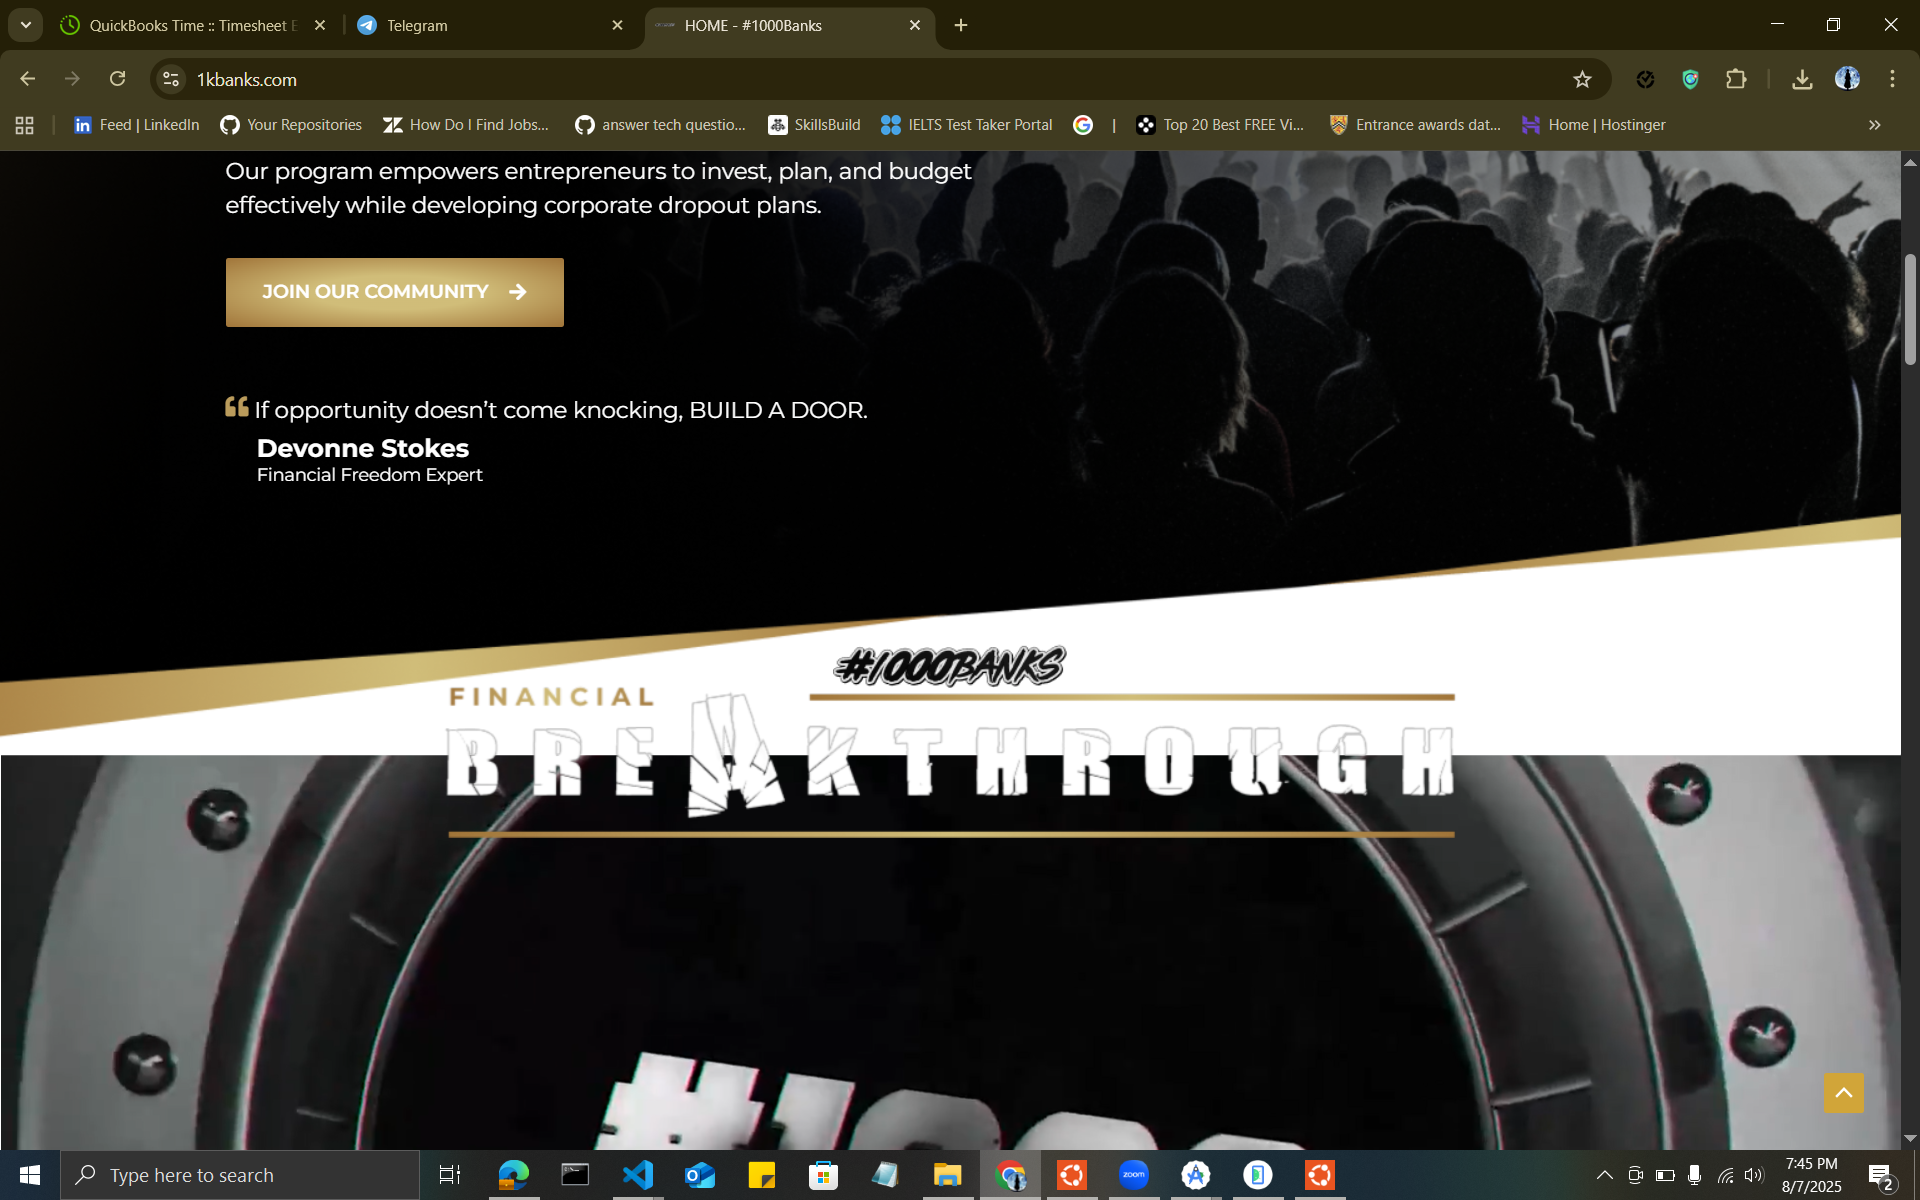 QuickBooks Time :: Timesheet E
Telegram
HOME - #1000Banks
1kbanks.com
Feed | LinkedIn
Your Repositories
How Do I Find Jobs...
answer tech questio...
SkillsBuild
IELTS Test Taker Portal
|
Top 20 Best FREE Vi...
Entrance awards dat...
Home | Hostinger
Our program empowers entrepreneurs to invest, plan, and budget
effectively while developing corporate dropout plans.
JOIN OUR COMMUNITY
“ If opportunity doesn’t come knocking, BUILD A DOOR.
Devonne Stokes
Financial Freedom Expert
#1000BANKS
FINANCIAL
BREAKTHROUGH
Type here to search
zoom
7:45 PM
8/7/2025
2